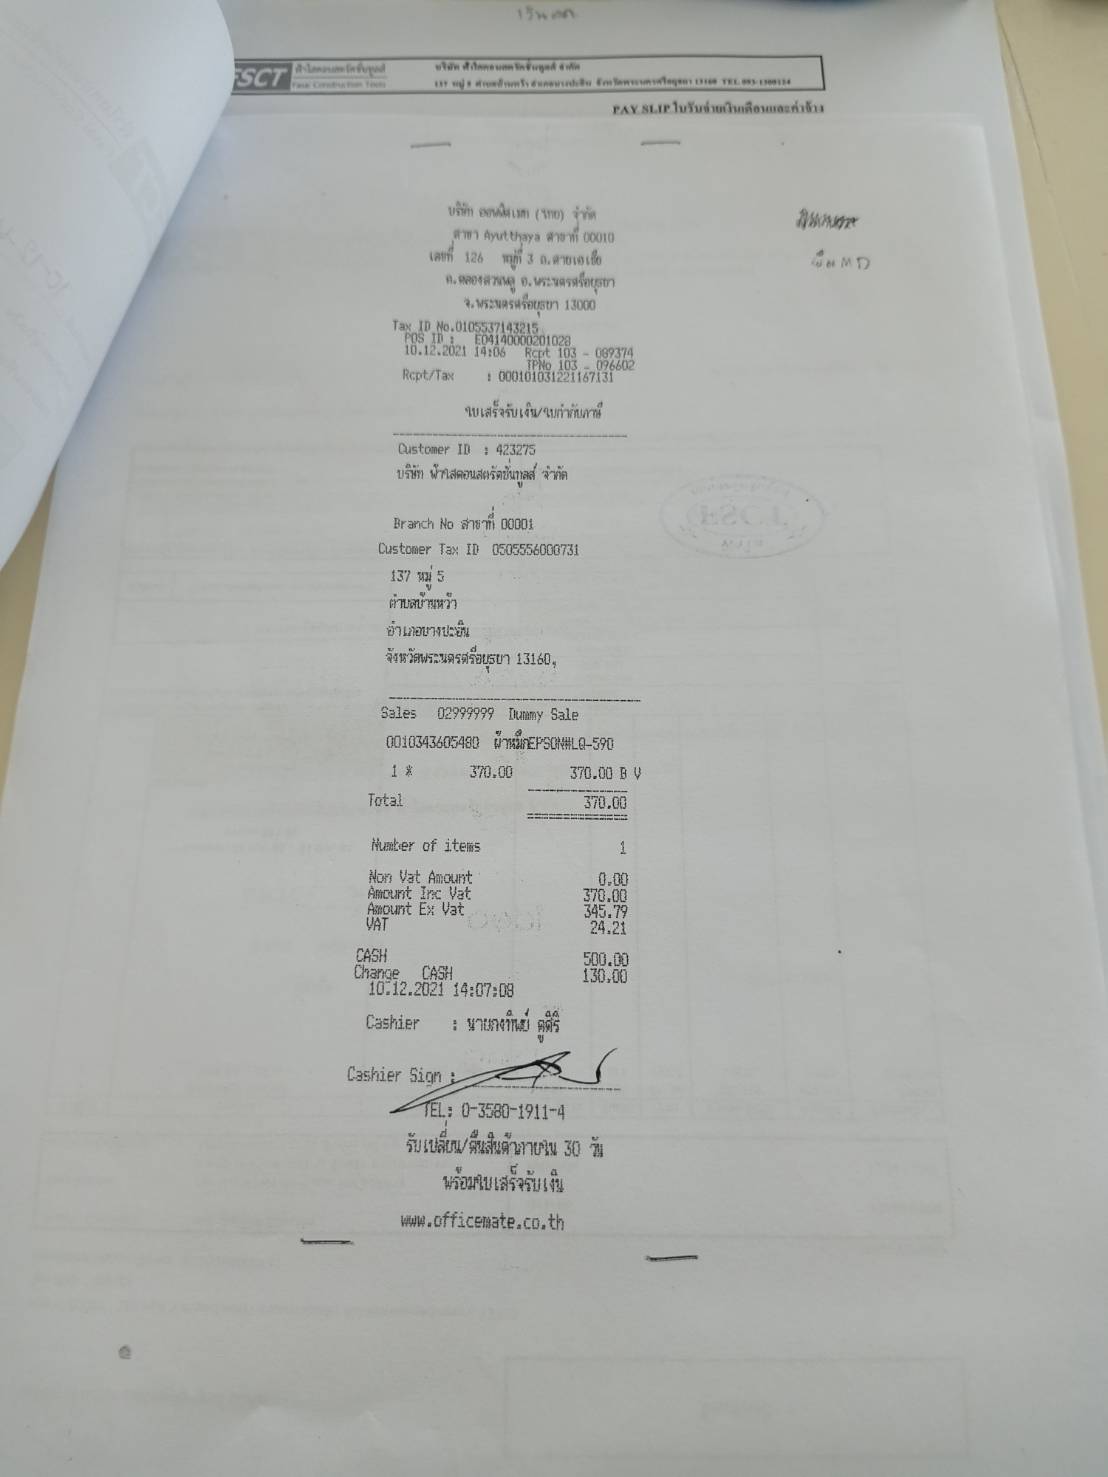 FSCT ฟ้าใสคอนสตรัคชั่นทูลส์ บริษัท ฟ้าใสคอนสตรัคชั่นทูลส์ จำกัด
Fasai Construction Tools 137 หมู่ 5 ตำบลบ้านหว้า อำเภอบางปะอิน จังหวัดพระนครศรีอยุธยา 13160 TEL.
PAY SLIP ใบรับจ่ายเงินเดือนและค่าจ้าง
บริษัท ออฟฟิศเมท (ไทย) จำกัด
สาขา Ayutthaya สาขาที่ 00010
เลขที่ 126 หมู่ที่ 3 ถ.สายเอเซีย
ต.คลองสวนพลู อ.พระนครศรีอยุธยา
จ.พระนครศรีอยุธยา 13000
Tax ID No.0105537143215
POS ID : E04140000201028
10.12.2021 14:06 Rcpt 103 - 089374
TPNo 103 - 096602
Rcpt/Tax : 000101031221167131
ใบเสร็จรับเงิน/ใบกำกับภาษี
Customer ID : 423275
บริษัท ฟ้าใสคอนสตรัคชั่นทูลส์ จำกัด
Branch No สาขาที่ 00001
Customer Tax ID 0505556000731
137 หมู่ 5
ตำบลบ้านหว้า
อำเภอบางปะอิน
จังหวัดพระนครศรีอยุธยา 13160,
Sales 02999999 Dummy Sale
0010343605480 ผ้าหมึกEPSON#LQ-590
1 * 370.00 370.00 B V
Total 370.00
Number of items 1
Non Vat Amount 0.00
Amount Inc Vat 370.00
Amount Ex Vat 345.79
VAT 24.21
CASH 500.00
Change CASH 130.00
10.12.2021 14:07:08
Cashier : นายกงทิพย์ ดูศิริ
Cashier Sign :
TEL: 0-3580-1911-4
รับเปลี่ยน/คืนสินค้าภายใน 30 วัน
พร้อมใบเสร็จรับเงิน
www.officemate.co.th